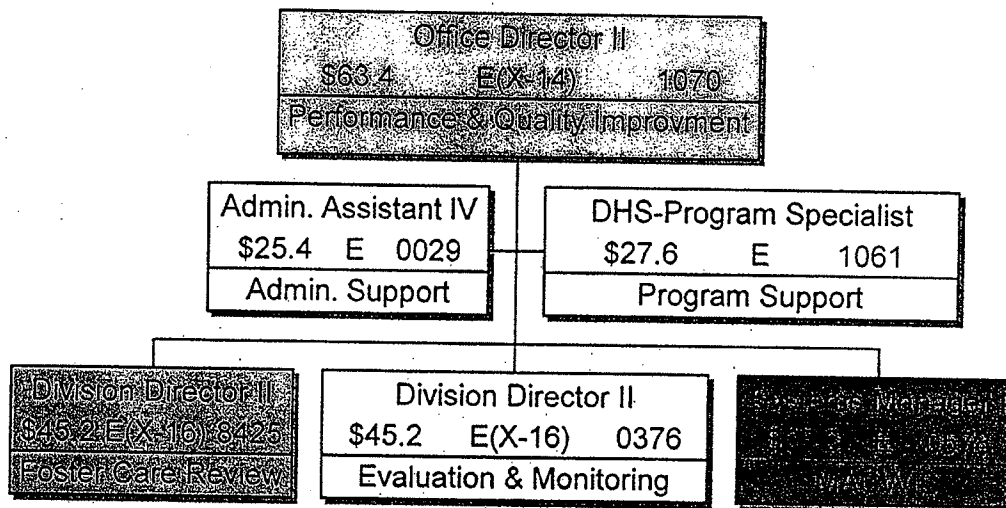 Office Director II
$63.4 E(X-14) 1070
Performance & Quality Improvment
Admin. Assistant IV
$25.4 E 0029
Admin. Support
DHS-Program Specialist
$27.6 E 1061
Program Support
Division Director II
$45.2 E(X-16) 8425
Foster Care Review
Division Director II
$45.2 E(X-16) 0376
Evaluation & Monitoring
Manager